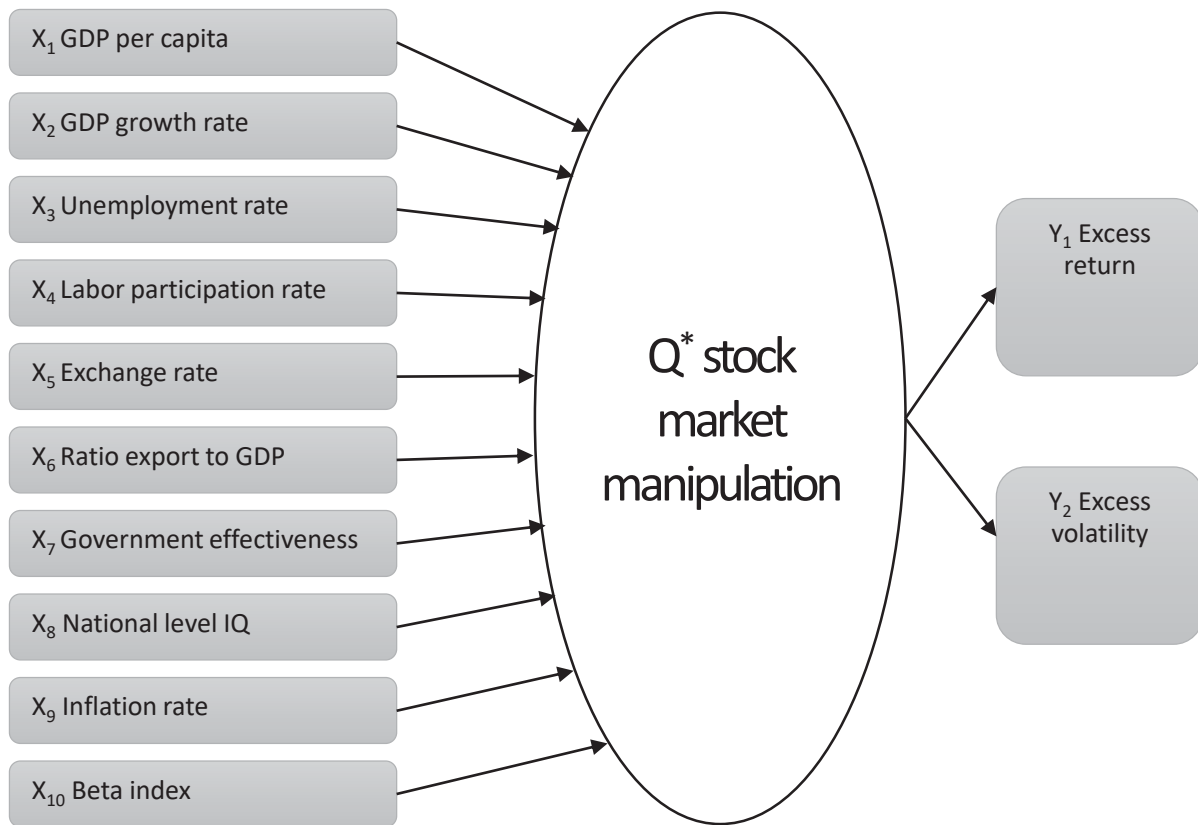 X₁ GDP per capita
X₂ GDP growth rate
X₃ Unemployment rate
X₄ Labor participation rate
X₅ Exchange rate
X₆ Ratio export to GDP
X₇ Government effectiveness
X₈ National level IQ
X₉ Inflation rate
X₁₀ Beta index
Q* stock
market
manipulation
Y₁ Excess
return
Y₂ Excess
volatility